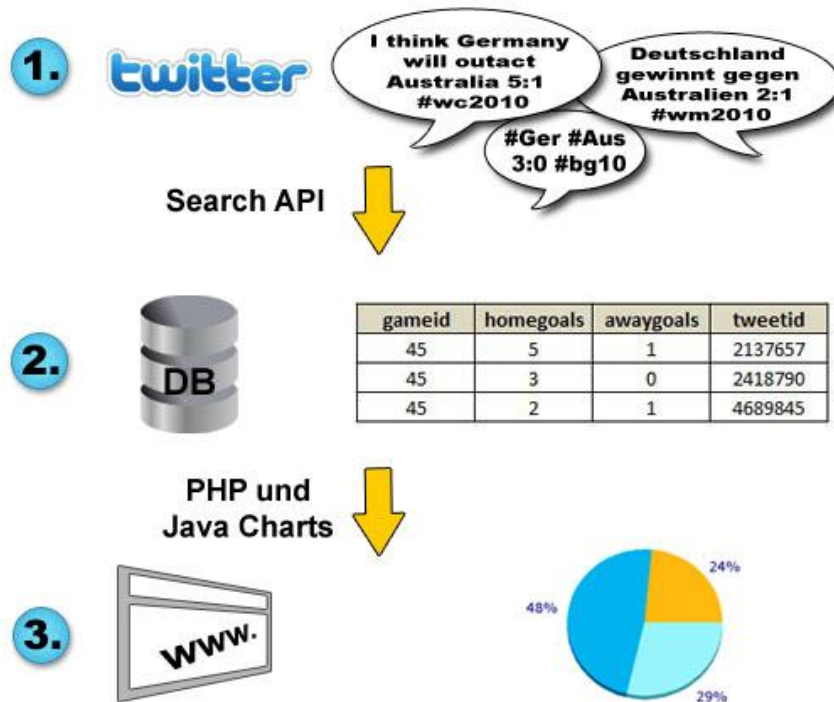 1.
twitter
I think Germany
will outact
Australia 5:1
#wc2010
Deutschland
gewinnt gegen
Australien 2:1
#wm2010
#Ger #Aus
3:0 #bg10
Search API
2.
DB
gameid homegoals awaygoals tweetid
45 5 1 2137657
45 3 0 2418790
45 2 1 4689845
PHP und
Java Charts
3.
www.
24%
48%
29%